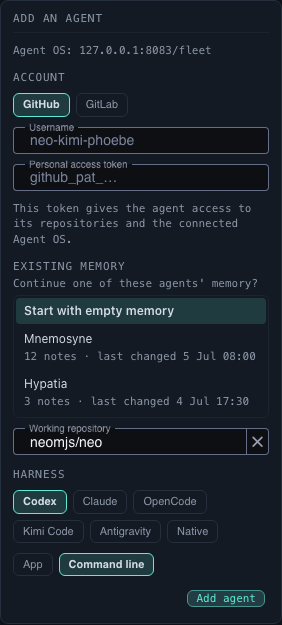 ADD AN AGENT
Agent OS: 127.0.0.1:8083/fleet
ACCOUNT
GitHub GitLab
Username
neo-kimi-phoebe
Personal access token
github_pat_...
This token gives the agent access to
its repositories and the connected
Agent OS.
EXISTING MEMORY
Continue one of these agents' memory?
Start with empty memory
Mnemosyne
12 notes · last changed 5 Jul 08:00
Hypatia
3 notes · last changed 4 Jul 17:30
Working repository
neomjs/neo
HARNESS
Codex Claude OpenCode
Kimi Code Antigravity Native
App Command line
Add agent